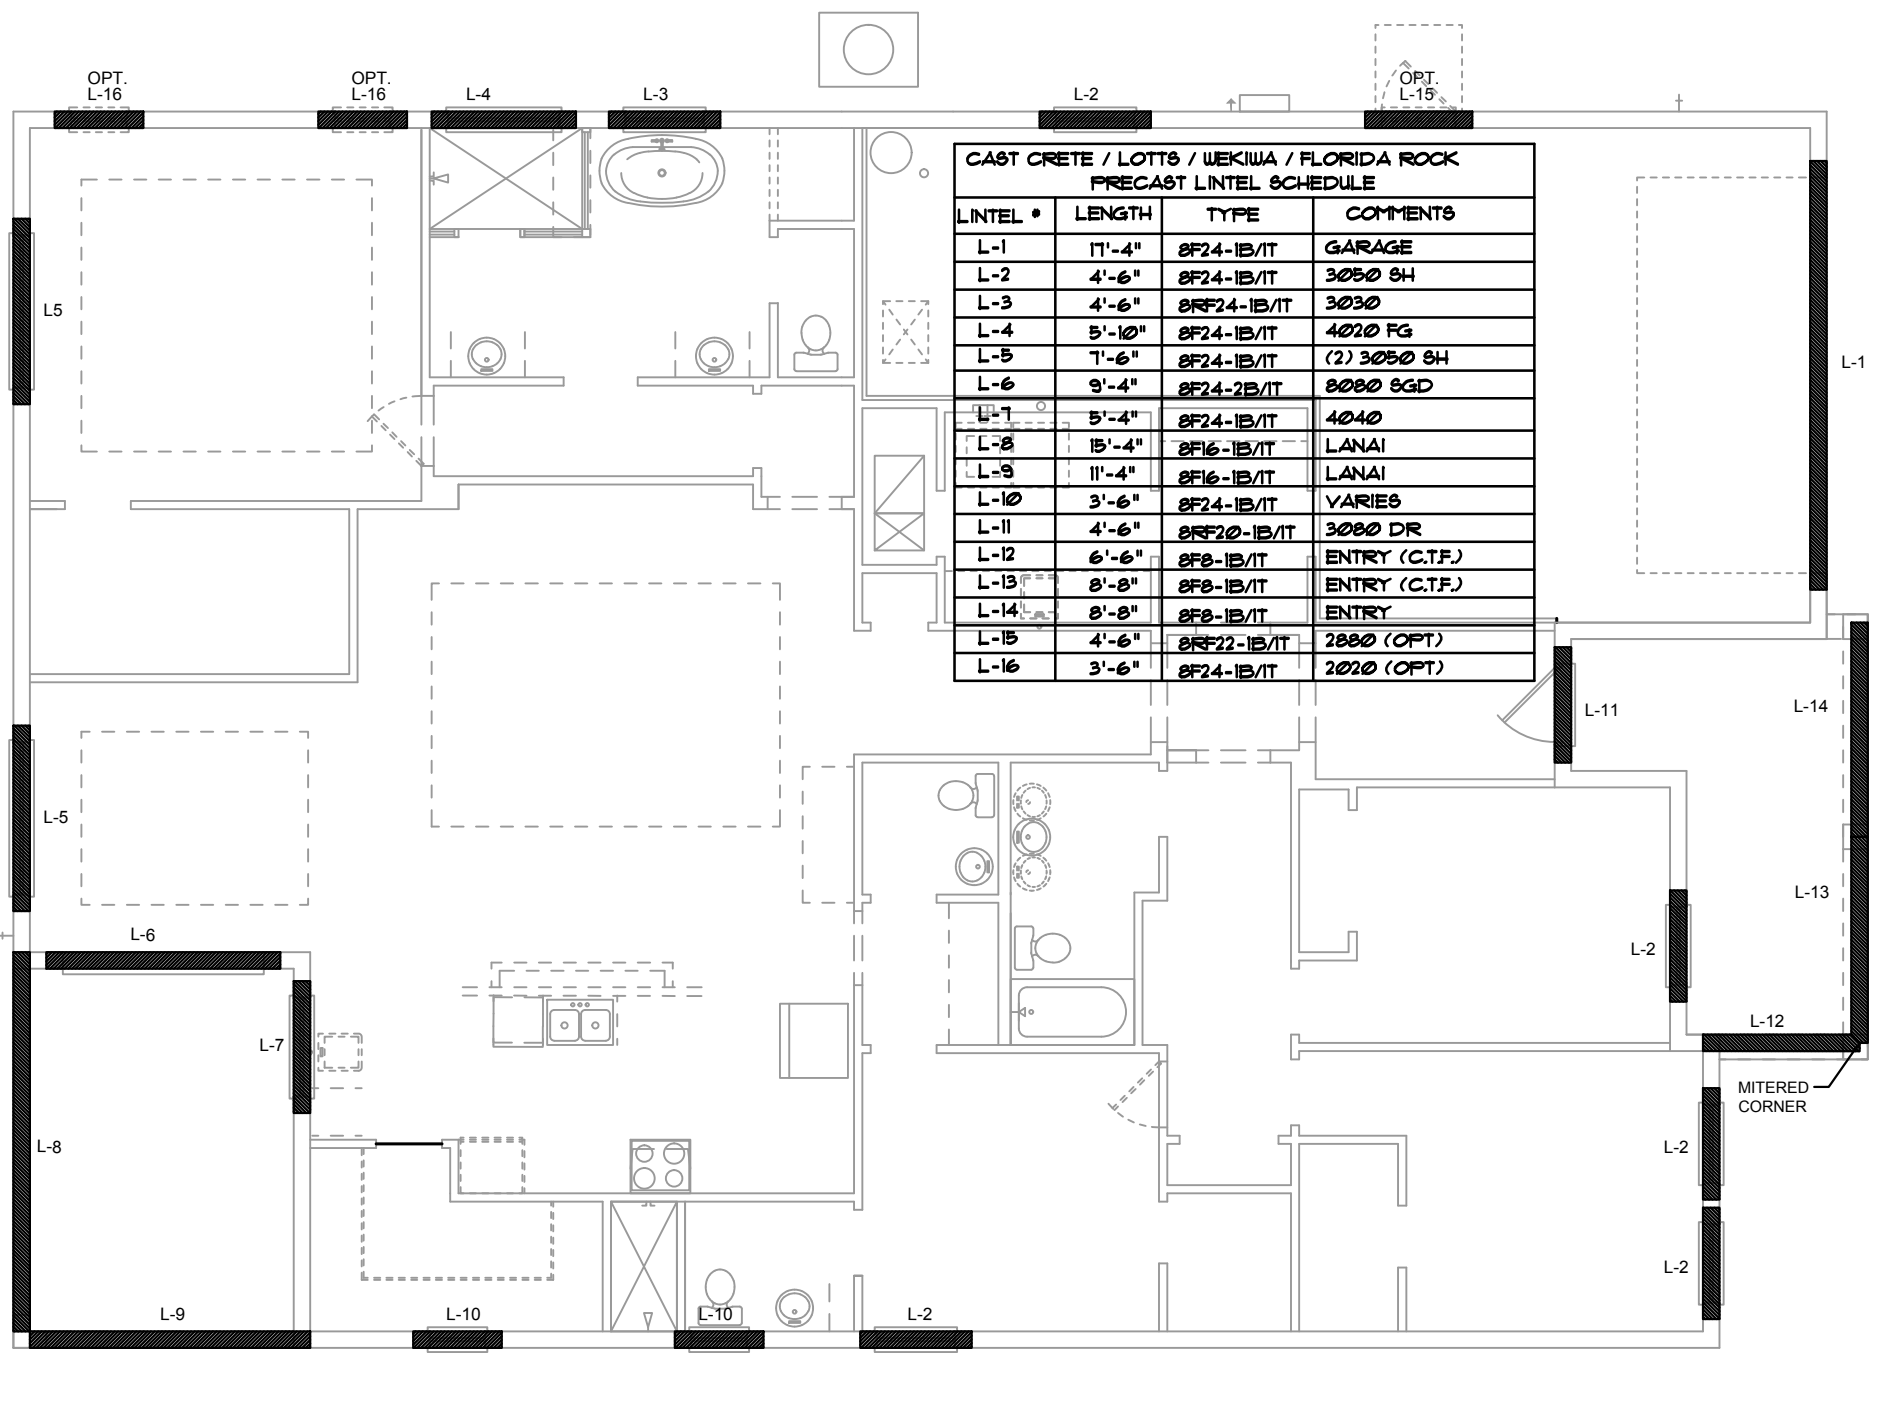 OPT.
L-16
OPT.
L-16
L-4
L-3
L-2
OPT.
L-15
CAST CRETE / LOTTS / WEKIWA / FLORIDA ROCK
PRECAST LINTEL SCHEDULE
LINTEL # LENGTH TYPE COMMENTS
L-1 17'-4" 8F24-1B/1T GARAGE
L-2 4'-6" 8F24-1B/1T 3050 SH
L-3 4'-6" 8RF24-1B/1T 3030
L-4 5'-10" 8F24-1B/1T 4020 FG
L-5 7'-6" 8F24-1B/1T (2) 3050 SH
L-6 9'-4" 8F24-2B/1T 8080 SGD
L-7 5'-4" 8F24-1B/1T 4040
L-8 15'-4" 8F16-1B/1T LANAI
L-9 11'-4" 8F16-1B/1T LANAI
L-10 3'-6" 8F24-1B/1T VARIES
L-11 4'-6" 8RF20-1B/1T 3080 DR
L-12 6'-6" 8F8-1B/1T ENTRY (C.T.F.)
L-13 8'-8" 8F8-1B/1T ENTRY (C.T.F.)
L-14 8'-8" 8F8-1B/1T ENTRY
L-15 4'-6" 8RF22-1B/1T 2880 (OPT)
L-16 3'-6" 8F24-1B/1T 2020 (OPT)
L5
L-1
L-11
L-14
L-5
L-13
L-6
L-2
L-12
L-7
MITERED
CORNER
L-8
L-2
L-2
L-9
L-10
L-10
L-2